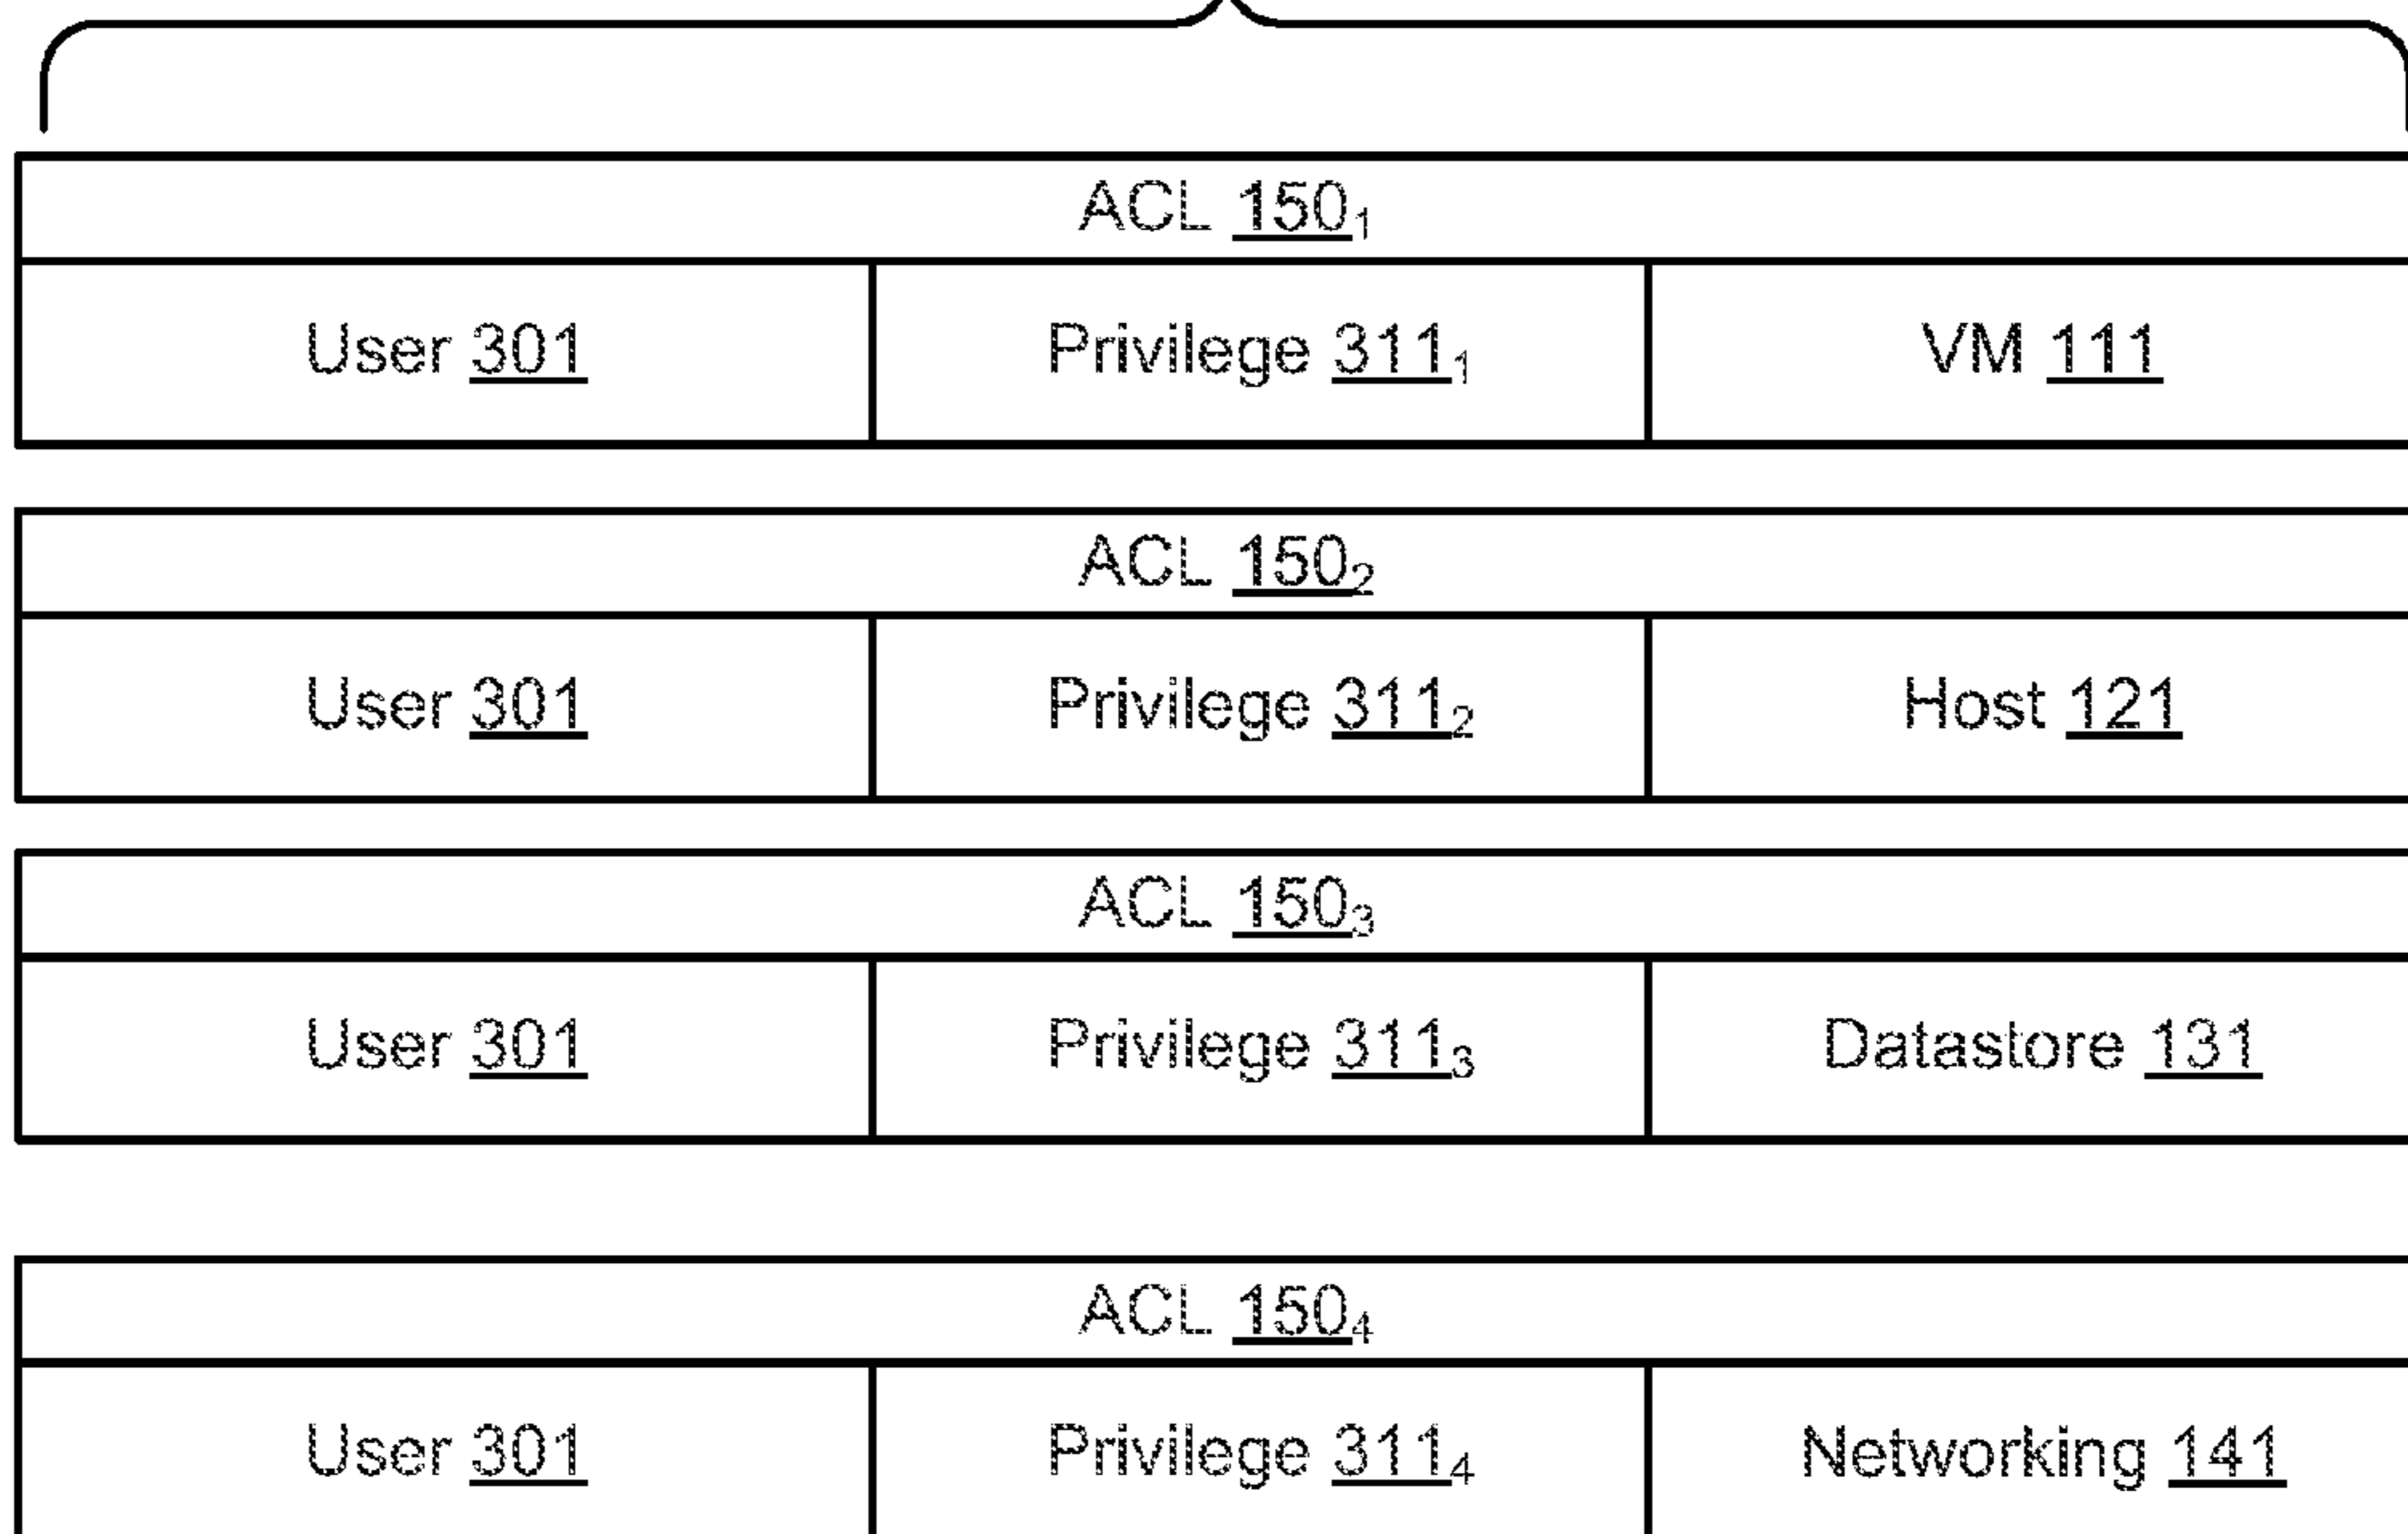 ACL 150₁
User 301 Privilege 311₁ VM 111
ACL 150₂
User 301 Privilege 311₂ Host 121
ACL 150₃
User 301 Privilege 311₃ Datastore 131
ACL 150₄
User 301 Privilege 311₄ Networking 141